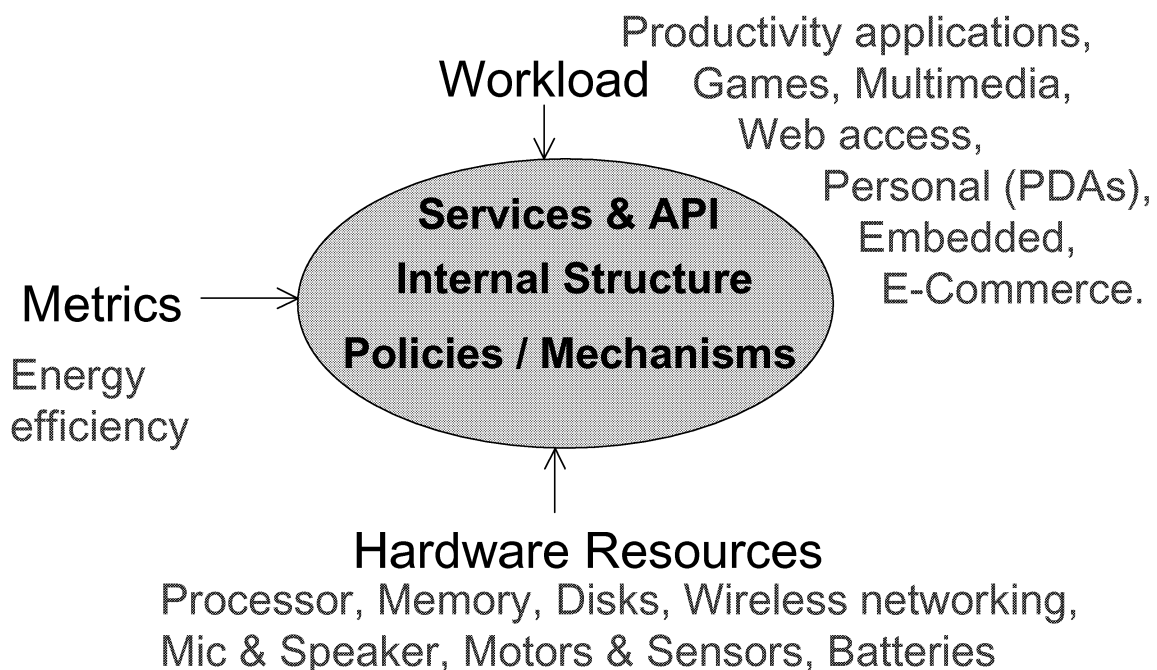 Productivity applications,
Workload
Games, Multimedia,
Web access,
Personal (PDAs),
Embedded,
E-Commerce.
Services & API
Internal Structure
Policies / Mechanisms
Metrics
Energy
efficiency
Hardware Resources
Processor, Memory, Disks, Wireless networking,
Mic & Speaker, Motors & Sensors, Batteries